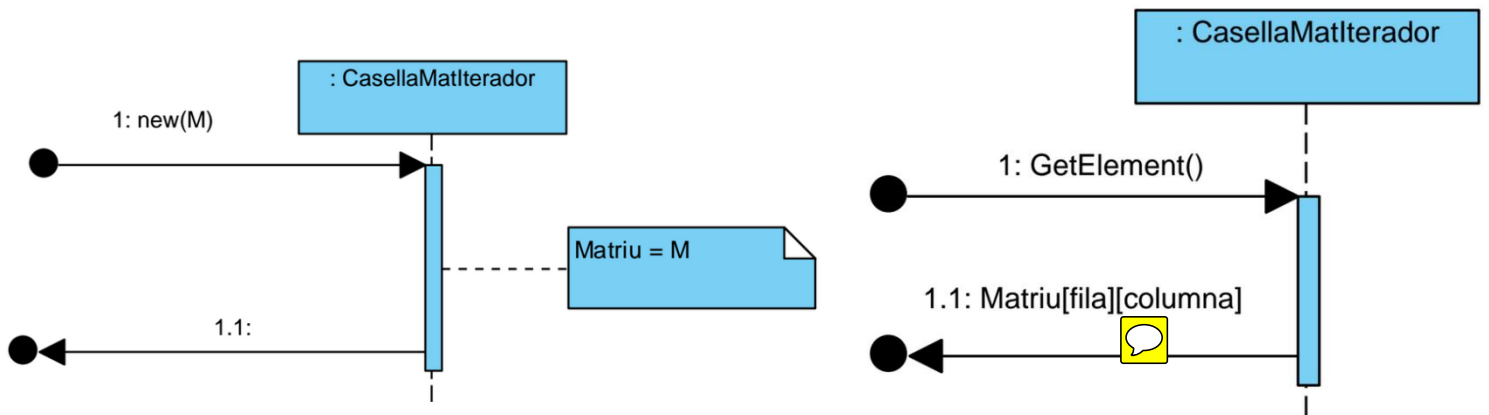 : CasellaMatIterador
1: new(M)
Matriu = M
1.1:
: CasellaMatIterador
1: GetElement()
1.1: Matriu[fila][columna]